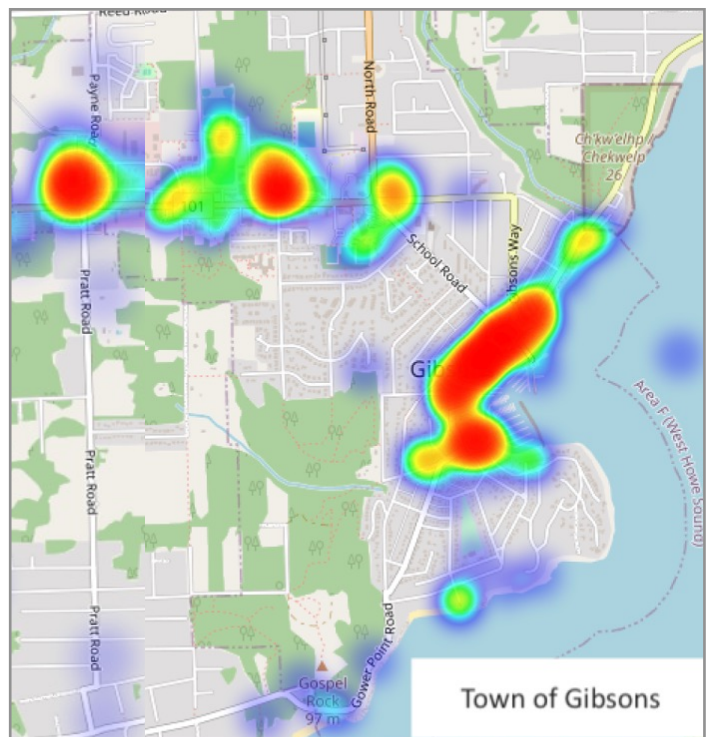 Reed Road
Payne Road
North Road
Ch'kw'elhp /
Chekwelp
26
101
School Road
Gibsons Way
Pratt Road
Gib
Area F (West Howe Sound)
Pratt Road
Pratt Road
Gower Point Road
Gospel
Rock
97 m
Town of Gibsons